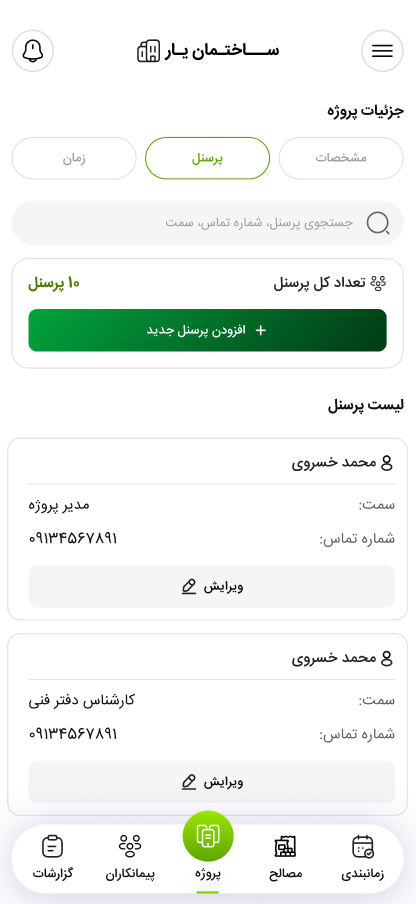 ســـاختـمان یـار
جزئیات پروژه
مشخصات
پرسنل
زمان
جستجوی پرسنل، شماره تماس، سمت
تعداد کل پرسنل
۱۰ پرسنل
+ افزودن پرسنل جدید
لیست پرسنل
محمد خسروی
سمت:
مدیر پروژه
شماره تماس:
۰۹۱۳۴۵۶۷۸۹۱
ویرایش
محمد خسروی
سمت:
کارشناس دفتر فنی
شماره تماس:
۰۹۱۳۴۵۶۷۸۹۱
ویرایش
زمانبندی
مصالح
پروژه
پیمانکاران
گزارشات